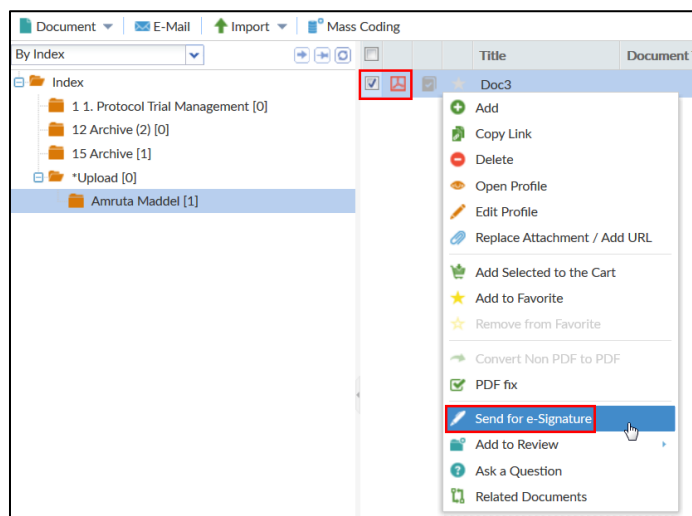 Document E-Mail Import Mass Coding
By Index
Title Document
Index
1 1. Protocol Trial Management [0]
12 Archive (2) [0]
15 Archive [1]
*Upload [0]
Amruta Maddel [1]
Doc3
Add
Copy Link
Delete
Open Profile
Edit Profile
Replace Attachment / Add URL
Add Selected to the Cart
Add to Favorite
Remove from Favorite
Convert Non PDF to PDF
PDF fix
Send for e-Signature
Add to Review
Ask a Question
Related Documents